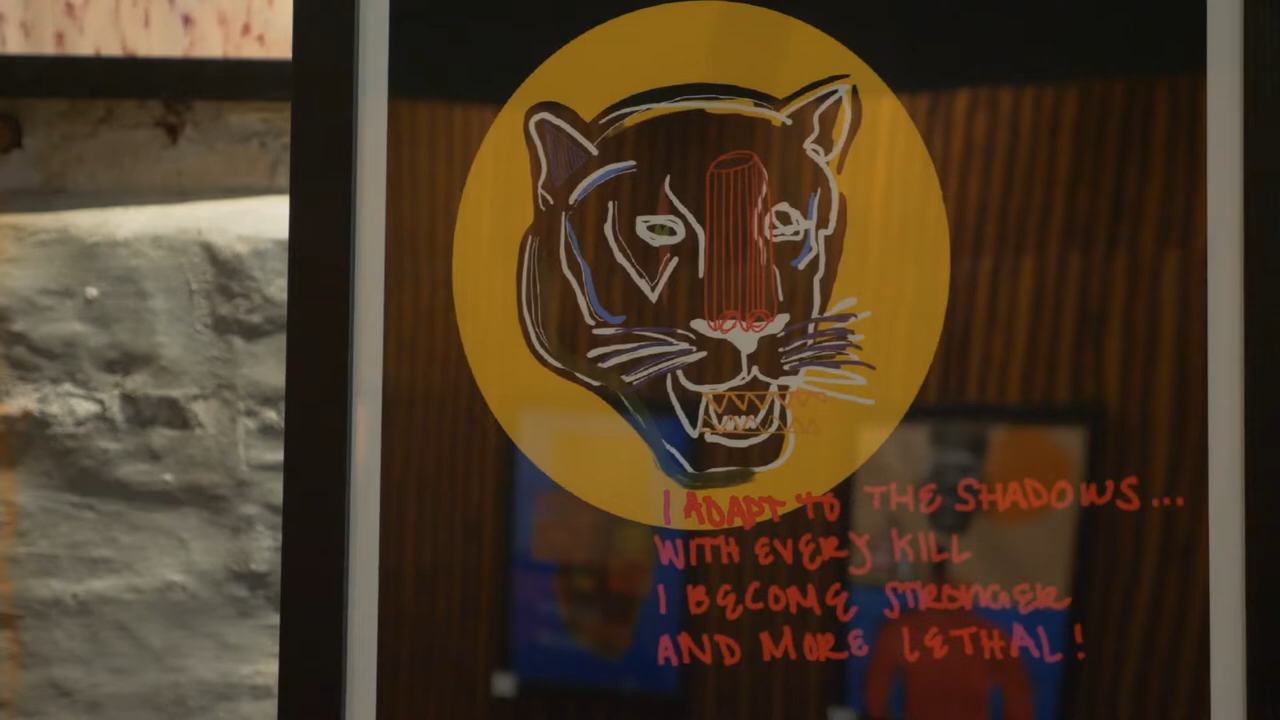 I ADAPT TO THE SHADOWS...
WITH EVERY KILL
I BECOME STRONGER
AND MORE LETHAL!